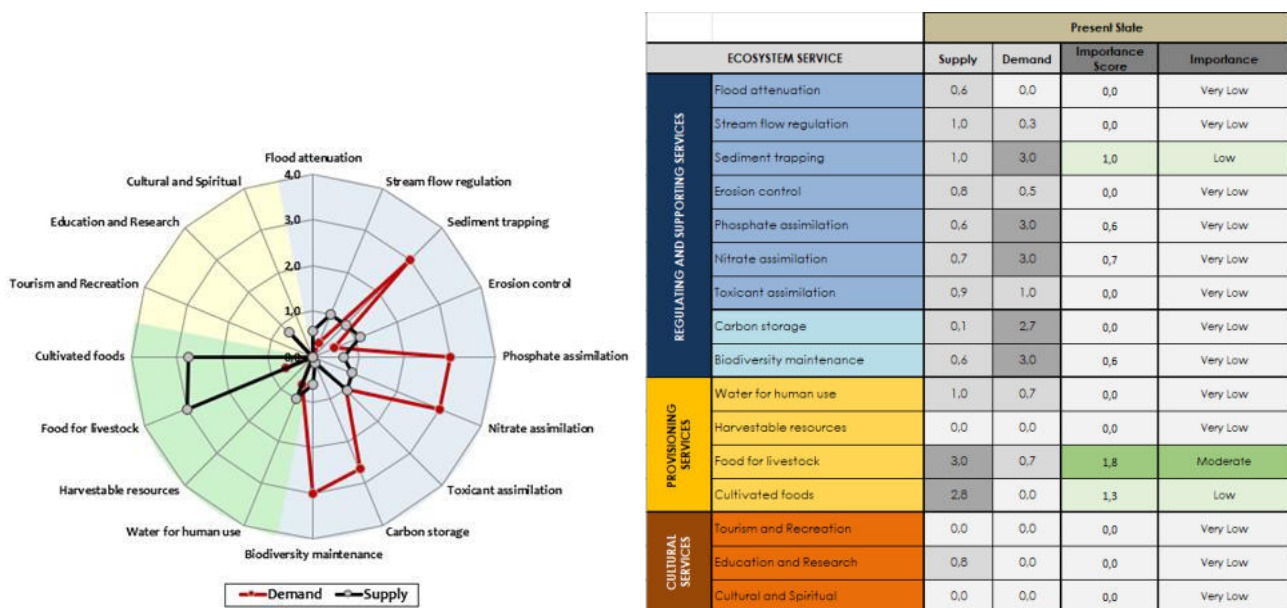 Flood attenuation
4,0
Cultural and Spiritual
Stream flow regulation
Education and Research
3,0
Sediment trapping
2,0
Tourism and Recreation
Erosion control
1,0
Cultivated foods
0,0
Phosphate assimilation
Food for livestock
Nitrate assimilation
Harvestable resources
Toxicant assimilation
Water for human use
Carbon storage
Biodiversity maintenance
Demand Supply
Present State
ECOSYSTEM SERVICE Supply Demand Importance Score Importance
REGULATING AND SUPPORTING SERVICES
Flood attenuation 0,6 0,0 0,0 Very Low
Stream flow regulation 1,0 0,3 0,0 Very Low
Sediment trapping 1,0 3,0 1,0 Low
Erosion control 0,8 0,5 0,0 Very Low
Phosphate assimilation 0,6 3,0 0,6 Very Low
Nitrate assimilation 0,7 3,0 0,7 Very Low
Toxicant assimilation 0,9 1,0 0,0 Very Low
Carbon storage 0,1 2,7 0,0 Very Low
Biodiversity maintenance 0,6 3,0 0,6 Very Low
PROVISIONING SERVICES
Water for human use 1,0 0,7 0,0 Very Low
Harvestable resources 0,0 0,0 0,0 Very Low
Food for livestock 3,0 0,7 1,8 Moderate
Cultivated foods 2,8 0,0 1,3 Low
CULTURAL SERVICES
Tourism and Recreation 0,0 0,0 0,0 Very Low
Education and Research 0,8 0,0 0,0 Very Low
Cultural and Spiritual 0,0 0,0 0,0 Very Low